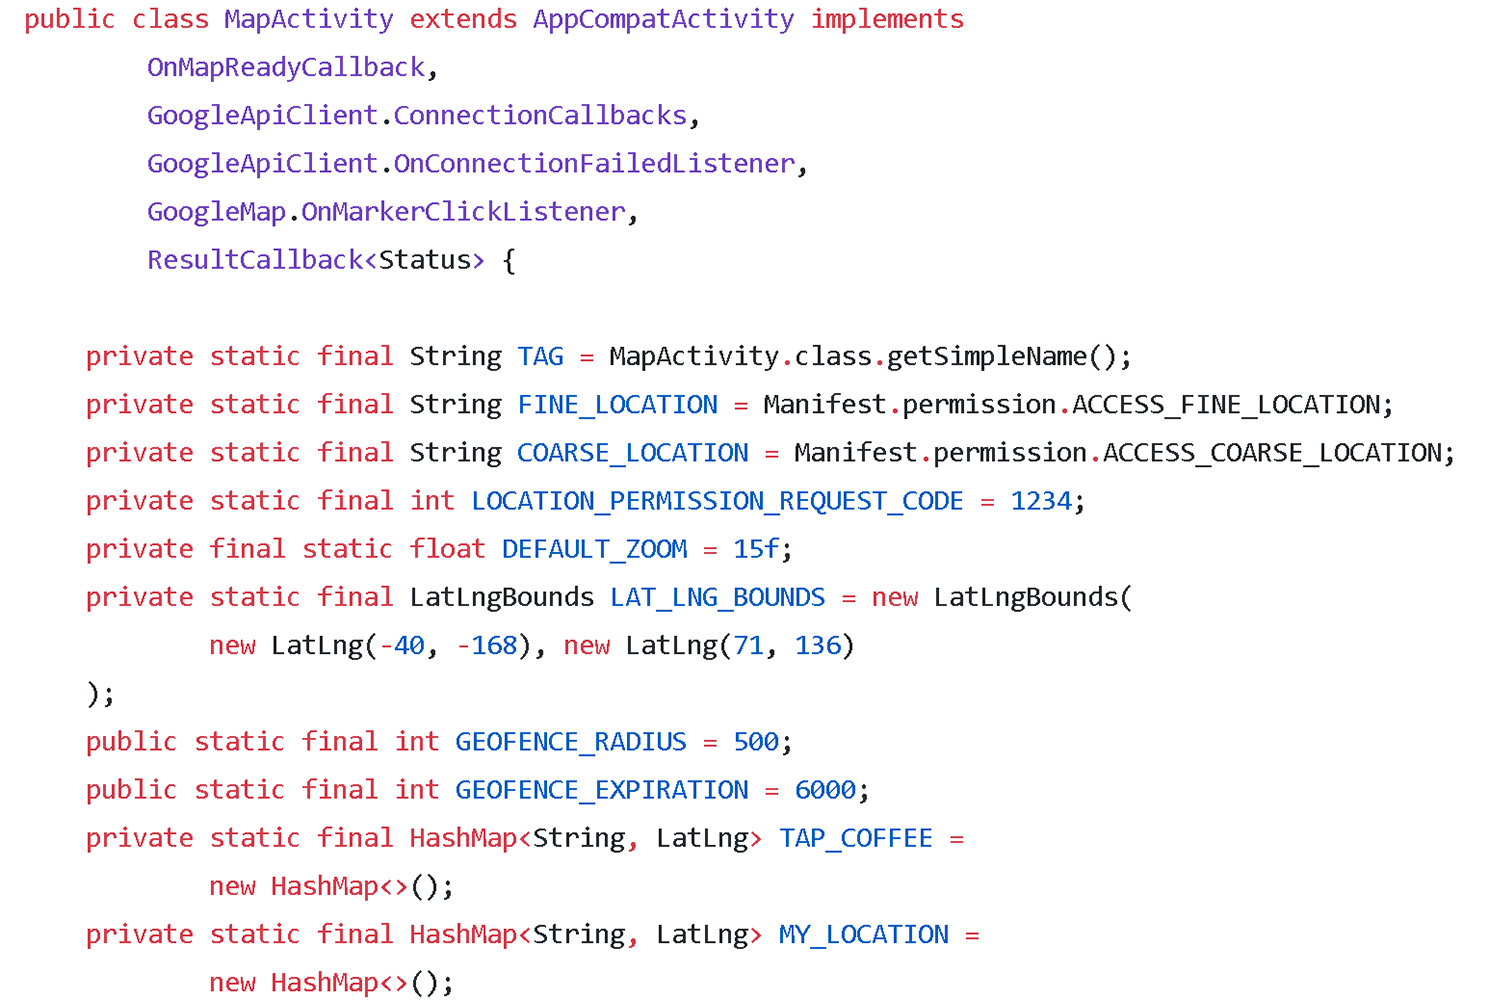 public class MapActivity extends AppCompatActivity implements
OnMapReadyCallback,
GoogleApiClient.ConnectionCallbacks,
GoogleApiClient.OnConnectionFailedListener,
GoogleMap.OnMarkerClickListener,
ResultCallback<Status> {
private static final String TAG = MapActivity.class.getSimpleName();
private static final String FINE_LOCATION = Manifest.permission.ACCESS_FINE_LOCATION;
private static final String COARSE_LOCATION = Manifest.permission.ACCESS_COARSE_LOCATION;
private static final int LOCATION_PERMISSION_REQUEST_CODE = 1234;
private final static float DEFAULT_ZOOM = 15f;
private static final LatLngBounds LAT_LNG_BOUNDS = new LatLngBounds(
new LatLng(-40, -168), new LatLng(71, 136)
);
public static final int GEOFENCE_RADIUS = 500;
public static final int GEOFENCE_EXPIRATION = 6000;
private static final HashMap<String, LatLng> TAP_COFFEE =
new HashMap<>();
private static final HashMap<String, LatLng> MY_LOCATION =
new HashMap<>();